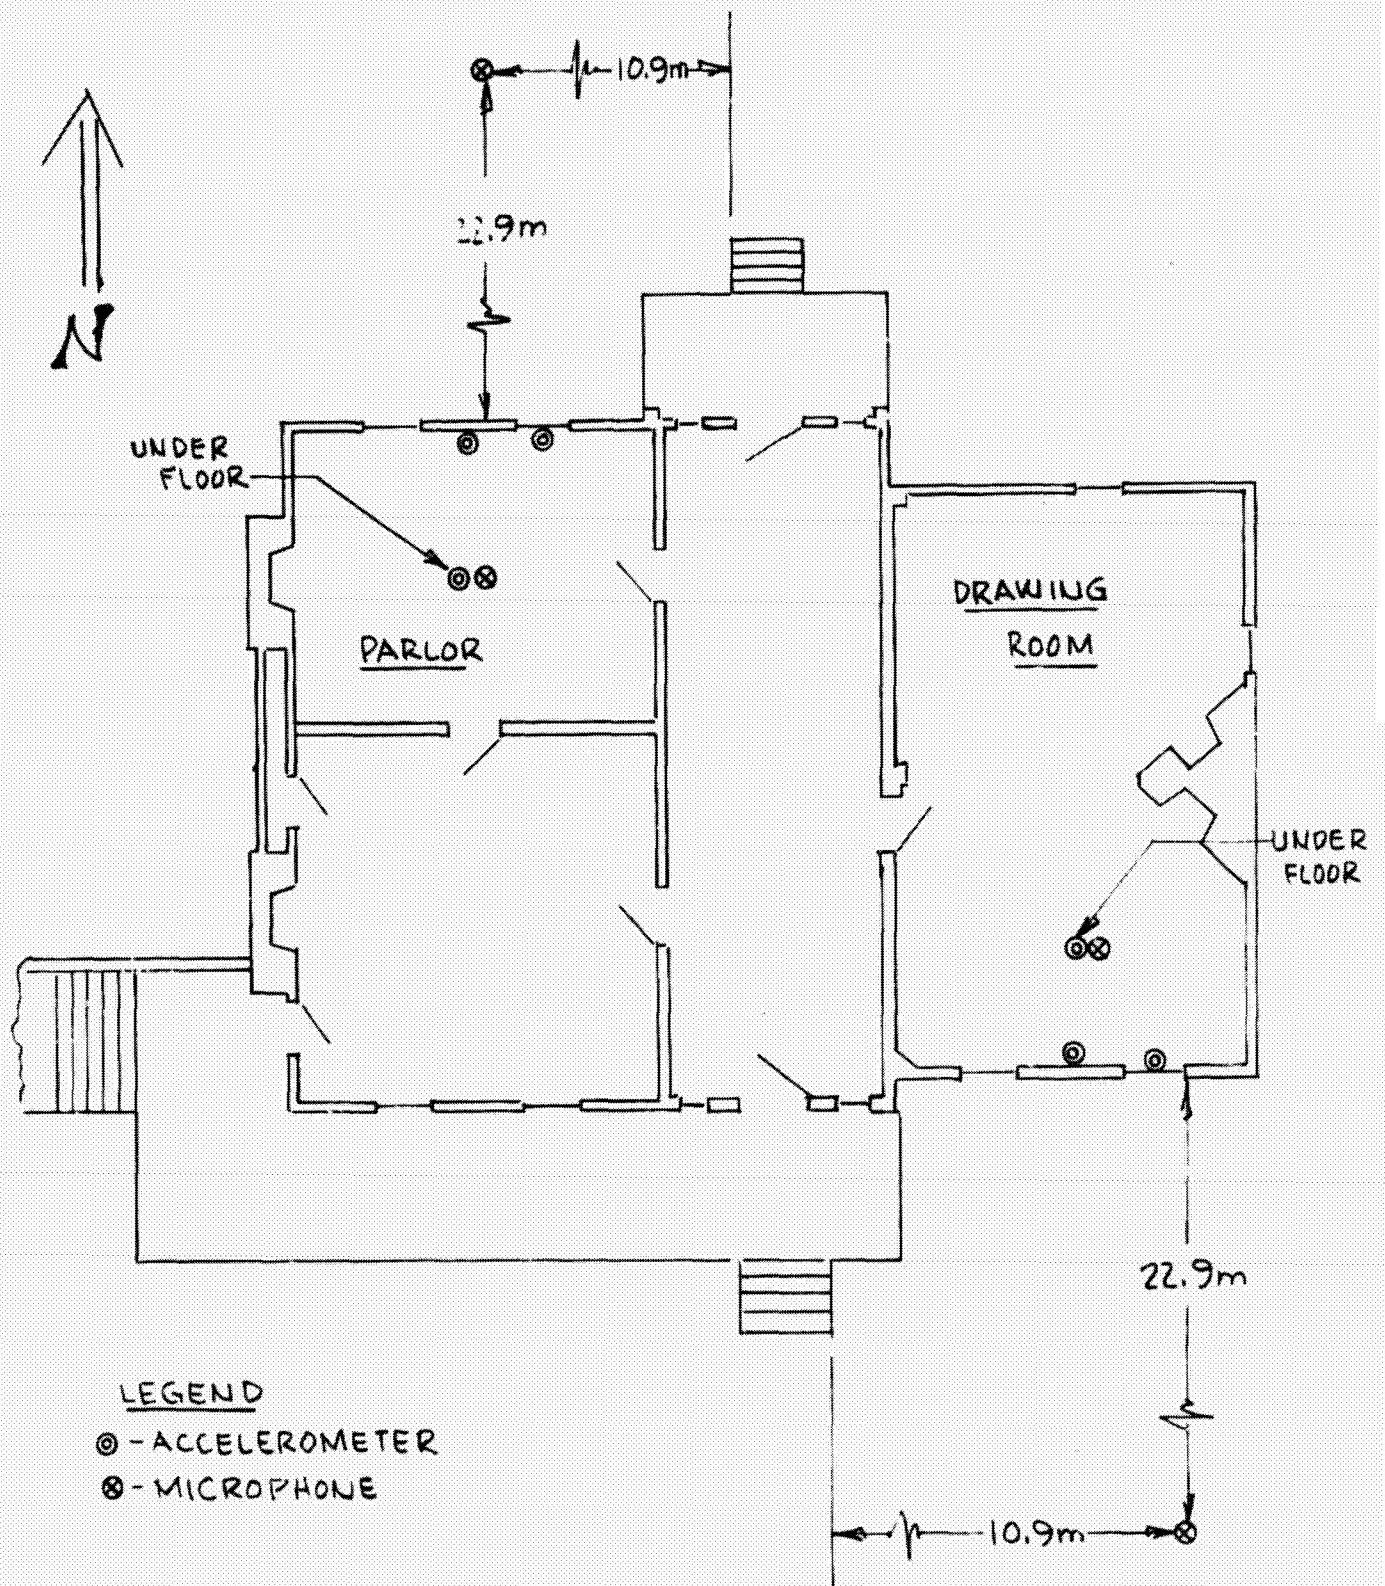 10.9m
.9m
N
UNDER
FLOOR
DRAWING
ROOM
PARLOR
UNDER
FLOOR
22.9m
LEGEND
- ACCELEROMETER
- MICROPHONE
10.9m